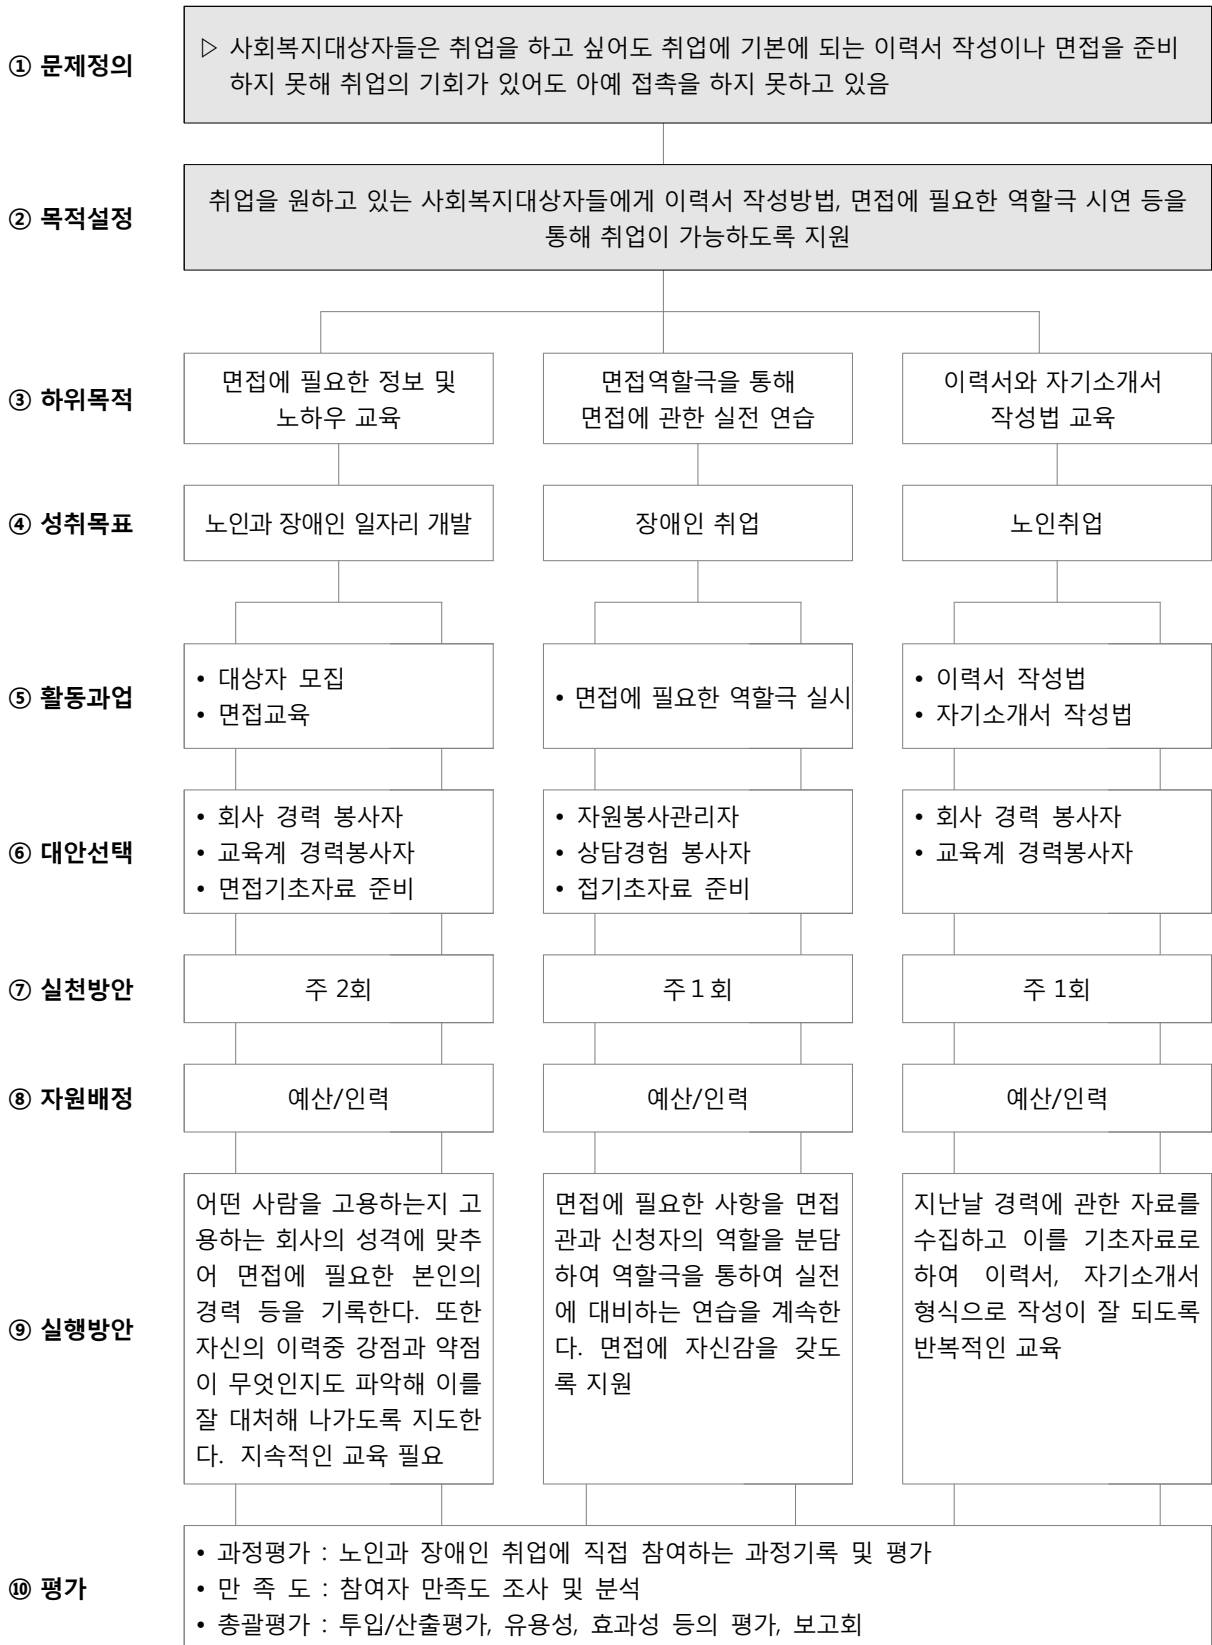 ① 문제정의
▷ 사회복지대상자들은 취업을 하고 싶어도 취업에 기본에 되는 이력서 작성이나 면접을 준비
하지 못해 취업의 기회가 있어도 아예 접촉을 하지 못하고 있음
② 목적설정
취업을 원하고 있는 사회복지대상자들에게 이력서 작성방법, 면접에 필요한 역할극 시연 등을
통해 취업이 가능하도록 지원
③ 하위목적
면접에 필요한 정보 및
노하우 교육
면접역할극을 통해
면접에 관한 실전 연습
이력서와 자기소개서
작성법 교육
④ 성취목표
노인과 장애인 일자리 개발
장애인 취업
노인취업
⑤ 활동과업
• 대상자 모집
• 면접교육
• 면접에 필요한 역할극 실시
• 이력서 작성법
• 자기소개서 작성법
⑥ 대안선택
• 회사 경력 봉사자
• 교육계 경력봉사자
• 면접기초자료 준비
• 자원봉사관리자
• 상담경험 봉사자
• 접기초자료 준비
• 회사 경력 봉사자
• 교육계 경력봉사자
⑦ 실천방안
주 2회
주 1 회
주 1회
⑧ 자원배정
예산/인력
예산/인력
예산/인력
⑨ 실행방안
어떤 사람을 고용하는지 고
용하는 회사의 성격에 맞추
어 면접에 필요한 본인의
경력 등을 기록한다. 또한
자신의 이력중 강점과 약점
이 무엇인지도 파악해 이를
잘 대처해 나가도록 지도한
다. 지속적인 교육 필요
면접에 필요한 사항을 면접
관과 신청자의 역할을 분담
하여 역할극을 통하여 실전
에 대비하는 연습을 계속한
다. 면접에 자신감을 갖도
록 지원
지난날 경력에 관한 자료를
수집하고 이를 기초자료로
하여 이력서, 자기소개서
형식으로 작성이 잘 되도록
반복적인 교육
⑩ 평가
• 과정평가 : 노인과 장애인 취업에 직접 참여하는 과정기록 및 평가
• 만 족 도 : 참여자 만족도 조사 및 분석
• 총괄평가 : 투입/산출평가, 유용성, 효과성 등의 평가, 보고회